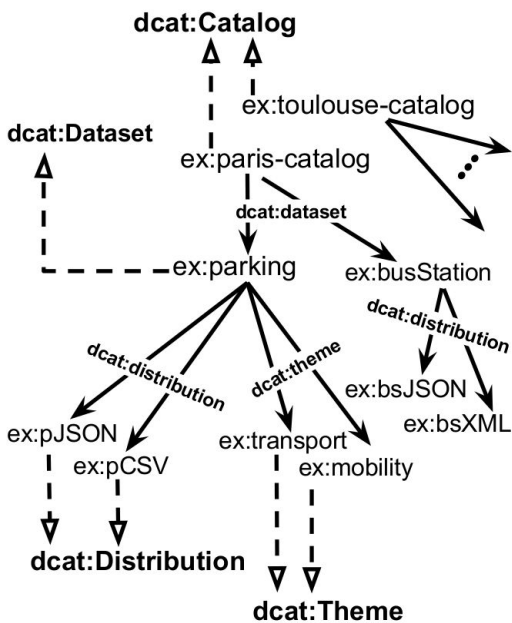 dcat:Catalog
ex:toulouse-catalog
dcat:Dataset
ex:paris-catalog
dcat:dataset
ex:parking
ex:busStation
dcat:distribution
dcat:distribution
dcat:theme
ex:bsJSON
ex:bsXML
ex:pJSON
ex:transport
ex:pCSV
ex:mobility
dcat:Distribution
dcat:Theme